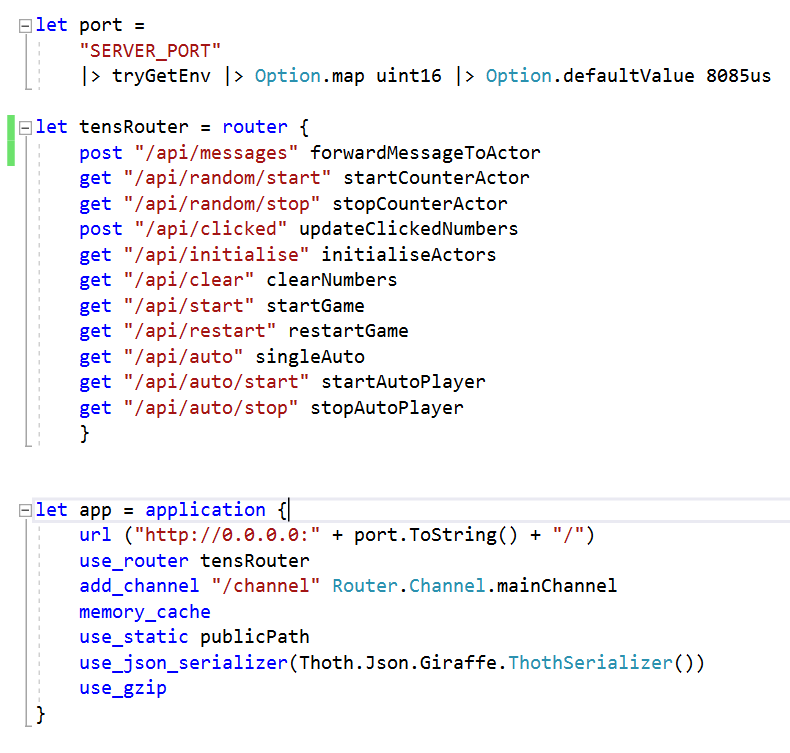 let port =
    "SERVER_PORT"
    |> tryGetEnv |> Option.map uint16 |> Option.defaultValue 8085us

let tensRouter = router {
    post "/api/messages" forwardMessageToActor
    get "/api/random/start" startCounterActor
    get "/api/random/stop" stopCounterActor
    post "/api/clicked" updateClickedNumbers
    get "/api/initialise" initialiseActors
    get "/api/clear" clearNumbers
    get "/api/start" startGame
    get "/api/restart" restartGame
    get "/api/auto" singleAuto
    get "/api/auto/start" startAutoPlayer
    get "/api/auto/stop" stopAutoPlayer
    }

let app = application {
    url ("http://0.0.0.0:" + port.ToString() + "/")
    use_router tensRouter
    add_channel "/channel" Router.Channel.mainChannel
    memory_cache
    use_static publicPath
    use_json_serializer(Thoth.Json.Giraffe.ThothSerializer())
    use_gzip
}